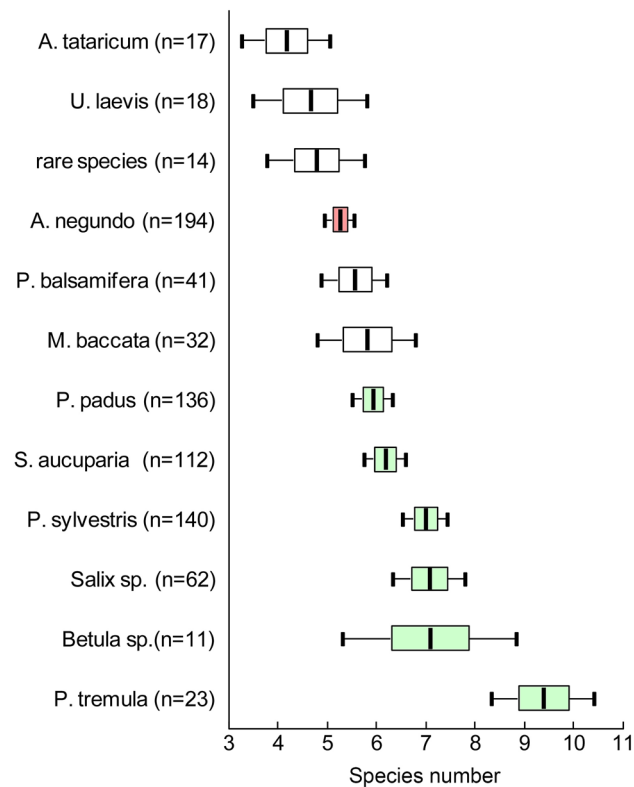 A. tataricum (n=17)
U. laevis (n=18)
rare species (n=14)
A. negundo (n=194)
P. balsamifera (n=41)
M. baccata (n=32)
P. padus (n=136)
S. aucuparia (n=112)
P. sylvestris (n=140)
Salix sp. (n=62)
Betula sp.(n=11)
P. tremula (n=23)
3 4 5 6 7 8 9 10 11
Species number